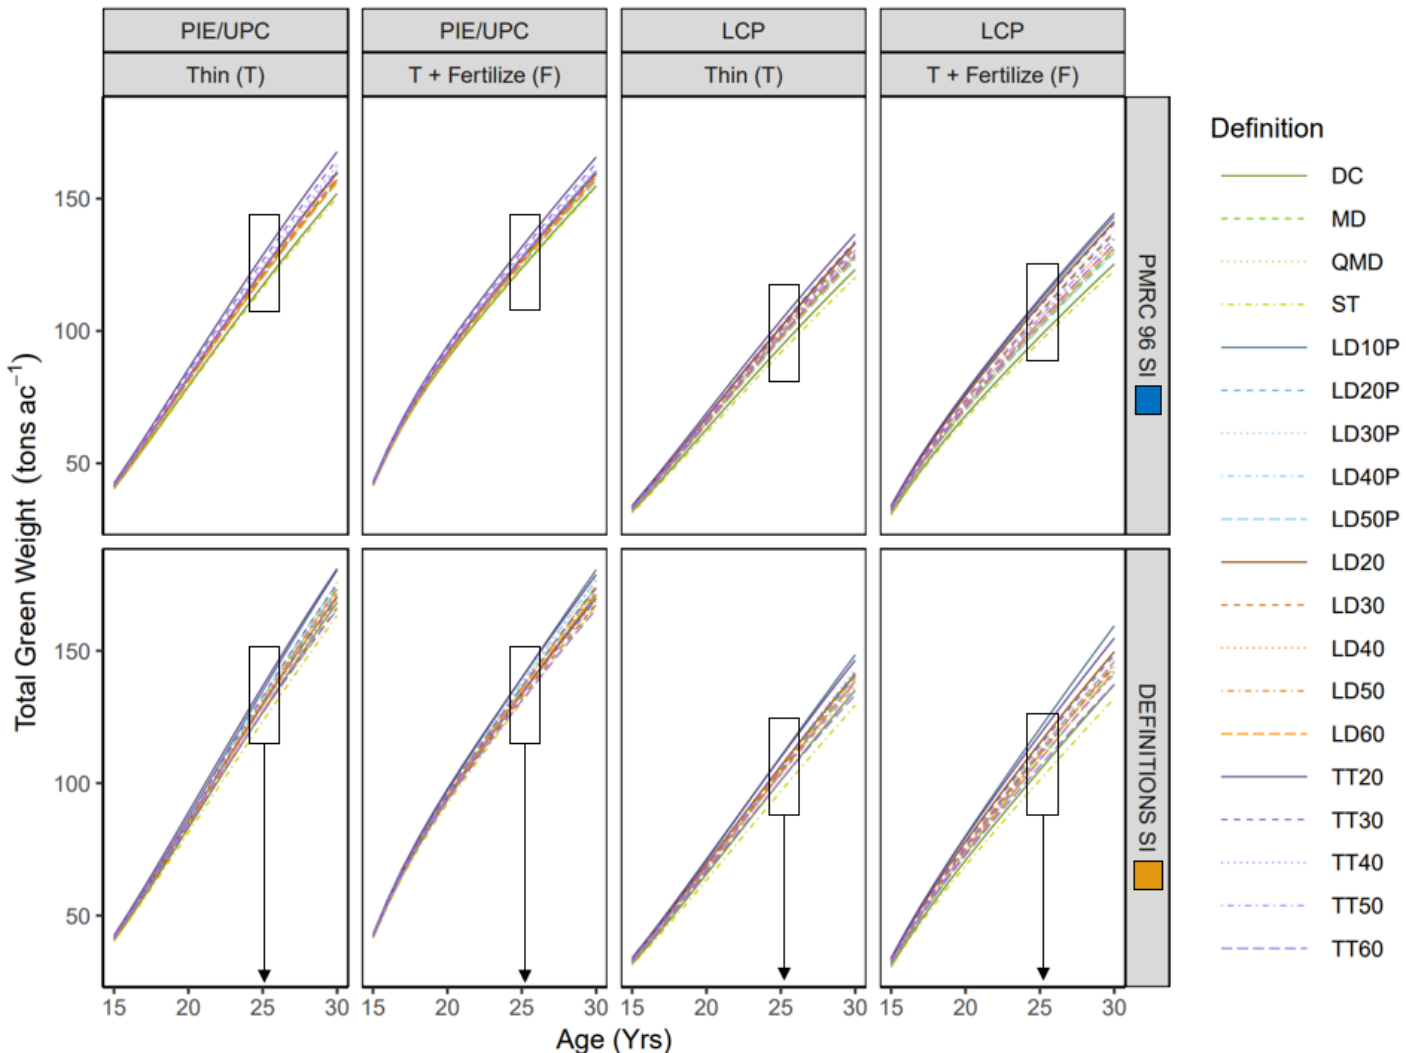 PIE/UPC PIE/UPC LCP LCP
Thin (T) T + Fertilize (F) Thin (T) T + Fertilize (F)
Total Green Weight (tons ac⁻¹)
150
100
50
PMRC 96 SI
150
100
50
DEFINITIONS SI
15 20 25 30 15 20 25 30 15 20 25 30 15 20 25 30
Age (Yrs)
Definition
DC
MD
QMD
ST
LD10P
LD20P
LD30P
LD40P
LD50P
LD20
LD30
LD40
LD50
LD60
TT20
TT30
TT40
TT50
TT60